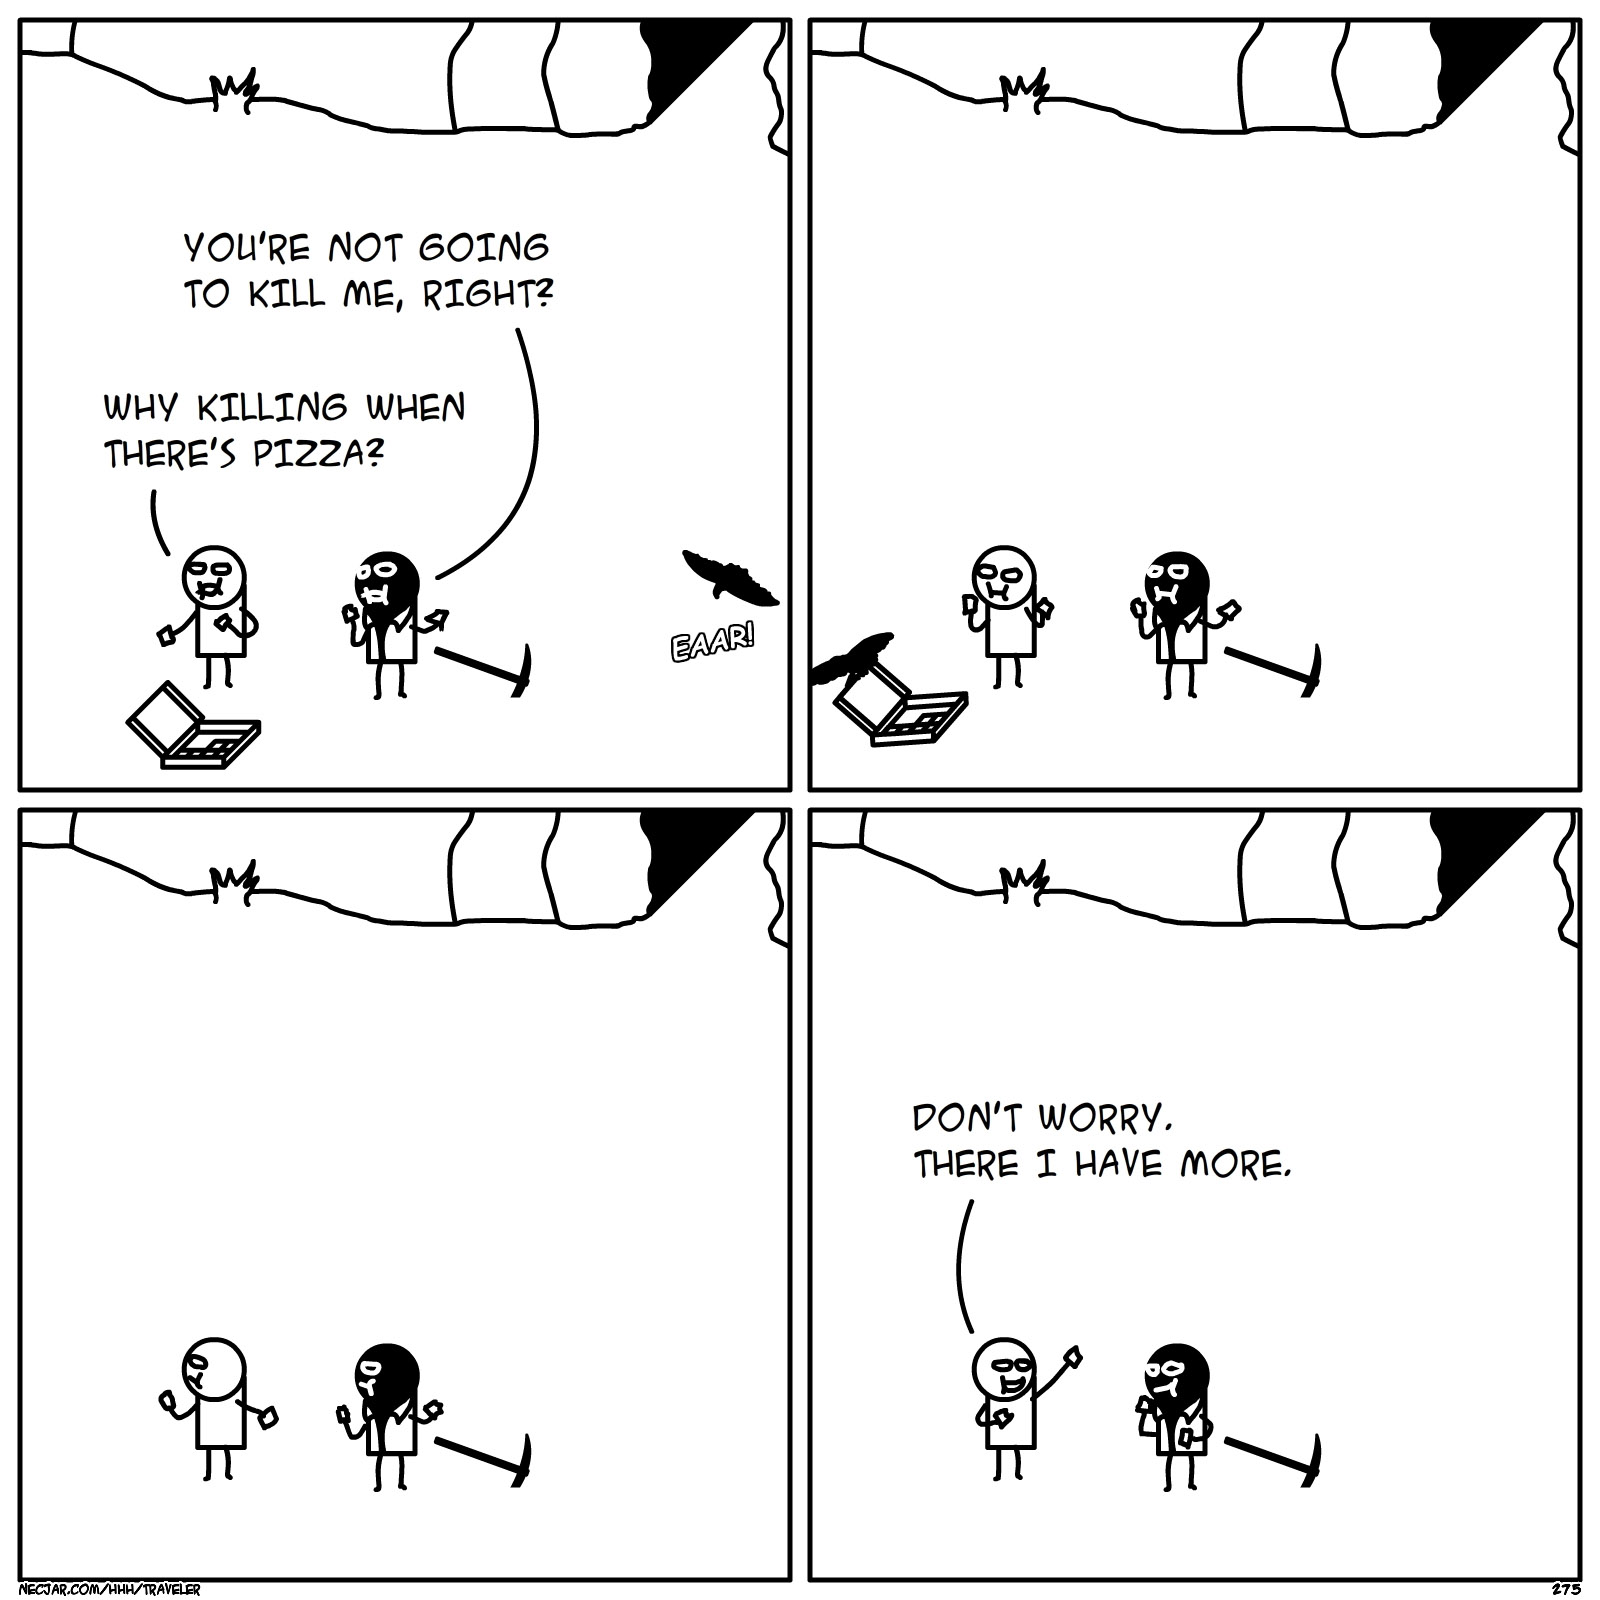 YOU'RE NOT GOING
TO KILL ME, RIGHT?
WHY KILLING WHEN
THERE'S PIZZA?
EAAR!
DON'T WORRY.
THERE I HAVE MORE.
NECJAR.COM/HHH/TRAVELER
275